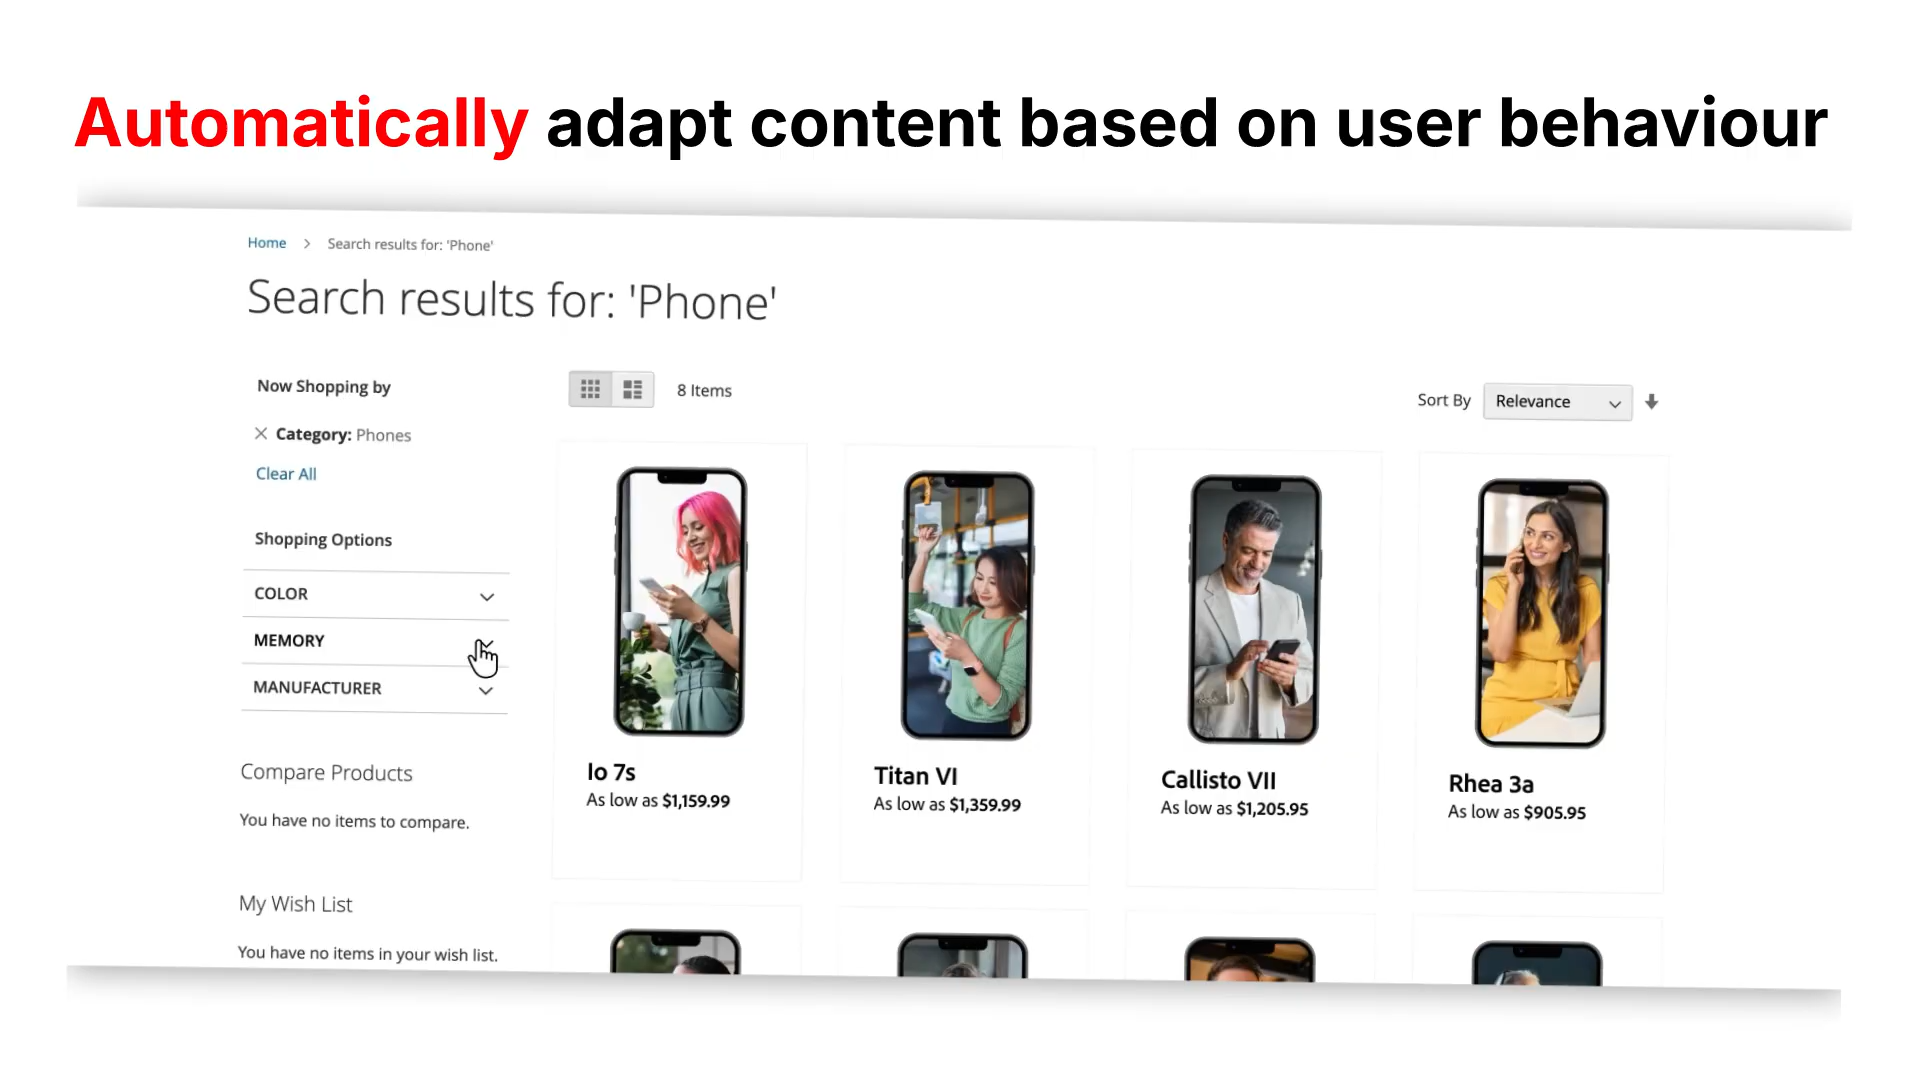 Automatically adapt content based on user behaviour
Home > Search results for: 'Phone'
Search results for: 'Phone'
Now Shopping by
8 Items
Sort By Relevance
Category: Phones
Clear All
Shopping Options
COLOR
MEMORY
MANUFACTURER
Io 7s
As low as $1,159.99
Titan VI
As low as $1,359.99
Callisto VII
As low as $1,205.95
Rhea 3a
As low as $905.95
Compare Products
You have no items to compare.
My Wish List
You have no items in your wish list.